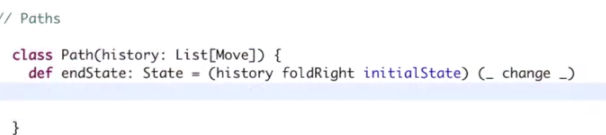 // Paths
class Path(history: List[Move]) {
def endState: State = (history foldRight initialState) (_ change _)
}